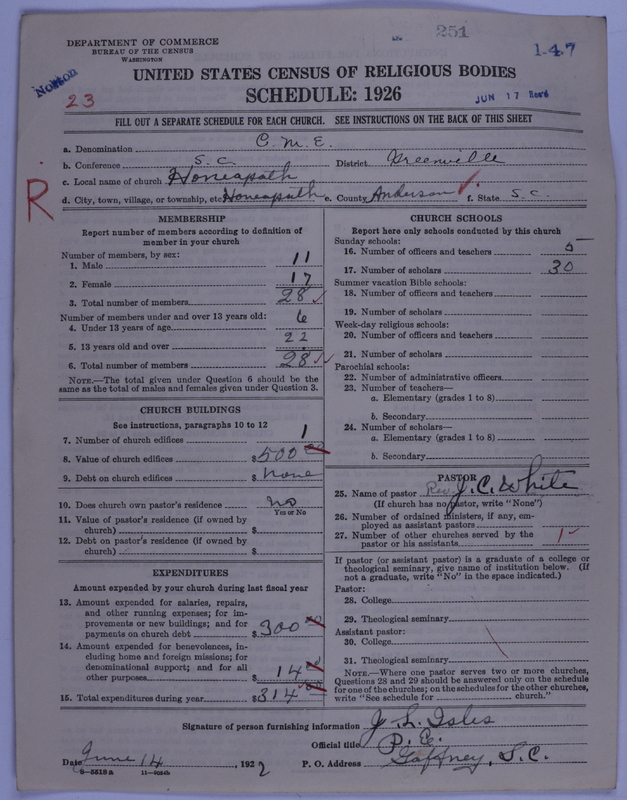 DEPARTMENT OF COMMERCE
BUREAU OF THE CENSUS
WASHINGTON
251
1-47
Norton
23
UNITED STATES CENSUS OF RELIGIOUS BODIES
SCHEDULE: 1926
JUN 17 Rec'd
FILL OUT A SEPARATE SCHEDULE FOR EACH CHURCH. SEE INSTRUCTIONS ON THE BACK OF THIS SHEET
R
a. Denomination C. M. E.
b. Conference S. C. District Greenville
c. Local name of church Honeapath
d. City, town, village, or township, etc. Honeapath e. County Anderson f. State S. C.
MEMBERSHIP
Report number of members according to definition of member in your church
Number of members, by sex:
1. Male 11
2. Female 17
3. Total number of members 28
Number of members under and over 13 years old:
4. Under 13 years of age 6
5. 13 years old and over 22
6. Total number of members 28
NOTE.—The total given under Question 6 should be
same as the total of males and females given under Question 3.
CHURCH BUILDINGS
See instructions, paragraphs 10 to 12
7. Number of church edifices 1
8. Value of church edifices $500 00
9. Debt on church edifices $ none
10. Does church own pastor's residence no
Yes or No
11. Value of pastor's residence (if owned by
church) $
12. Debt on pastor's residence (if owned by
church) $
EXPENDITURES
Amount expended by your church during last fiscal year
13. Amount expended for salaries, repairs,
and other running expenses; for im-
provements or new buildings; and for
payments on church debt $300 00
14. Amount expended for benevolences, in-
cluding home and foreign missions; for
denominational support; and for all
other purposes 14 00
15. Total expenditures during year $314 00
CHURCH SCHOOLS
Report here only schools conducted by this church
Sunday schools:
16. Number of officers and teachers 5
17. Number of scholars 30
Summer vacation Bible schools:
18. Number of officers and teachers
19. Number of scholars
Week-day religious schools:
20. Number of officers and teachers
21. Number of scholars
Parochial schools:
22. Number of administrative officers
23. Number of teachers—
a. Elementary (grades 1 to 8)
b. Secondary
24. Number of scholars—
a. Elementary (grades 1 to 8)
b. Secondary
PASTOR
25. Name of pastor Rev. J. C. White
(If church has no pastor, write "None")
26. Number of ordained ministers, if any, em-
ployed as assistant pastors
27. Number of other churches served by the
pastor or his assistants 1
If pastor (or assistant pastor) is a graduate of a college or
theological seminary, give name of institution below. (If
not a graduate, write "No" in the space indicated.)
Pastor:
28. College
29. Theological seminary
Assistant pastor:
30. College
31. Theological seminary
NOTE.—Where one pastor serves two or more churches,
Questions 28 and 29 should be answered only on the schedule
for one of the churches; on the schedules for the other churches,
write "See schedule for church."
Signature of person furnishing information J. L. Isles
Official title P. E.
Date June 14, 192 P. O. Address Gaffney, S. C.